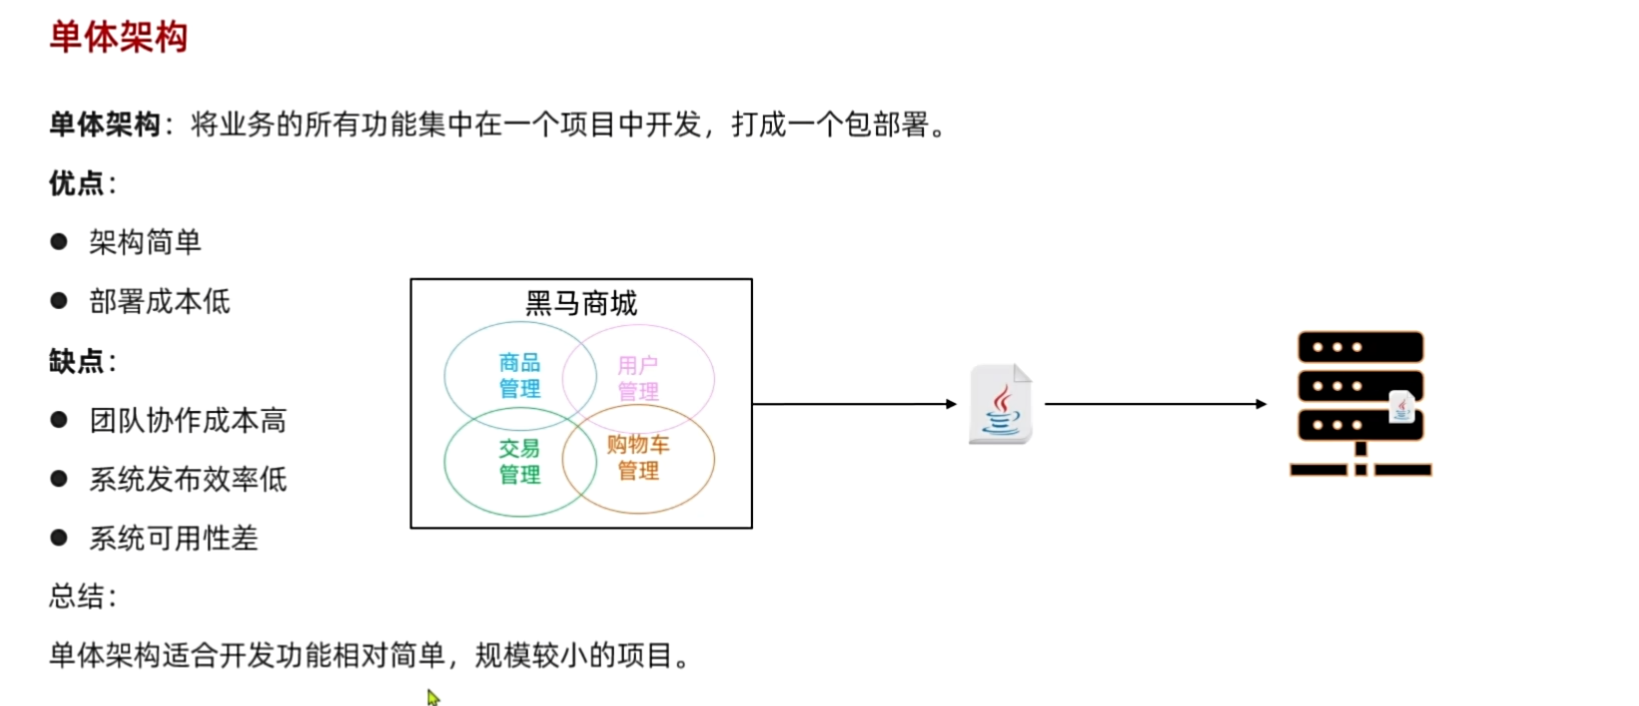 单体架构
单体架构：将业务的所有功能集中在一个项目中开发，打成一个包部署。
优点：
● 架构简单
● 部署成本低
缺点：
● 团队协作成本高
● 系统发布效率低
● 系统可用性差
总结：
单体架构适合开发功能相对简单，规模较小的项目。
黑马商城
商品
管理
用户
管理
交易
管理
购物车
管理